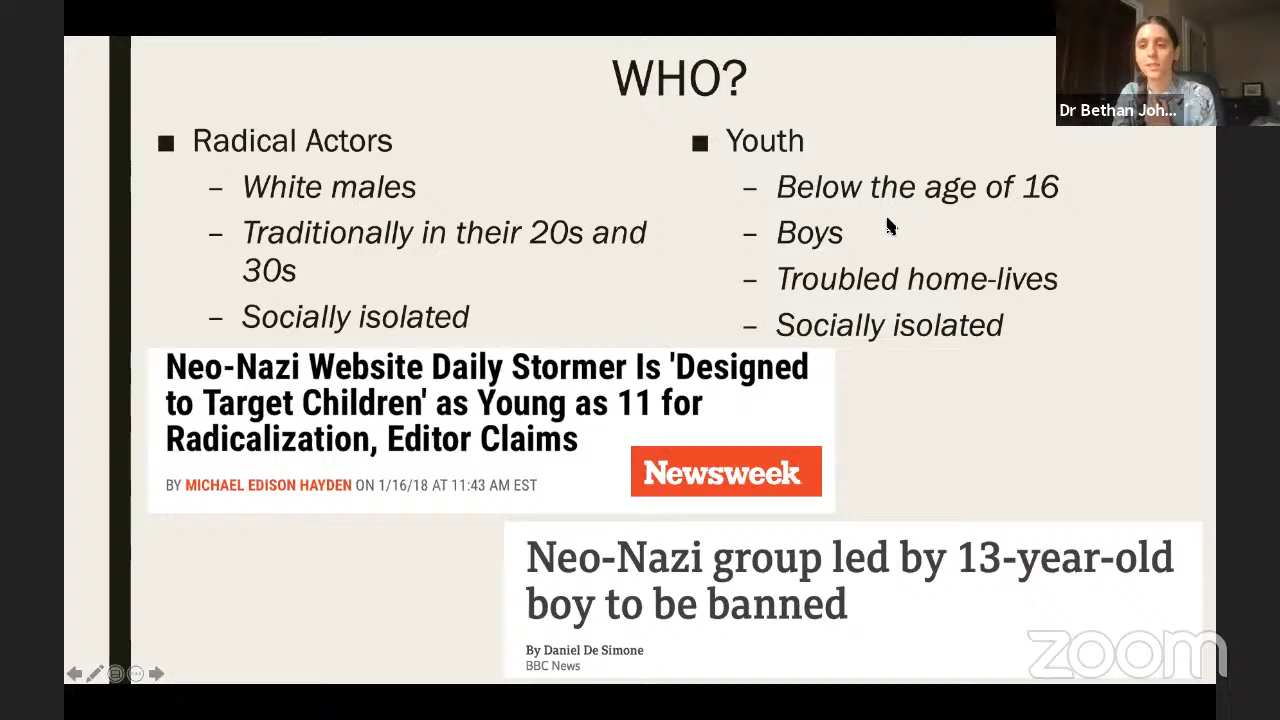 WHO?
Dr Bethan Joh...
■ Radical Actors
– White males
– Traditionally in their 20s and
30s
– Socially isolated
■ Youth
– Below the age of 16
– Boys
– Troubled home-lives
– Socially isolated
Neo-Nazi Website Daily Stormer Is 'Designed
to Target Children' as Young as 11 for
Radicalization, Editor Claims
BY MICHAEL EDISON HAYDEN ON 1/16/18 AT 11:43 AM EST
Newsweek
Neo-Nazi group led by 13-year-old
boy to be banned
By Daniel De Simone
BBC News
zoom